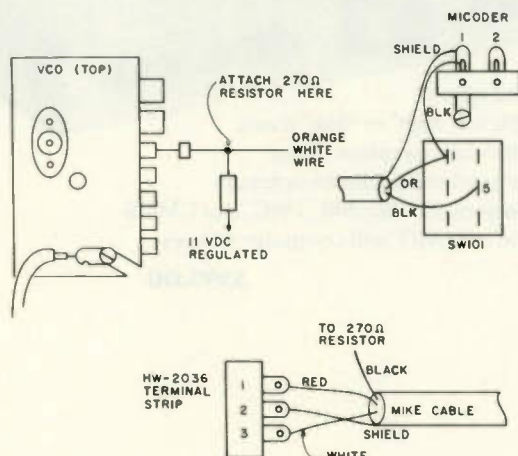 MICODER
1 2
SHIELD
BLK
VCO (TOP)
ATTACH 270Ω
RESISTOR HERE
ORANGE
WHITE
WIRE
11 VDC
REGULATED
1
OR
5
BLK
SW101
TO 270Ω
RESISTOR
BLACK
HW-2036
TERMINAL
STRIP
1
RED
2
MIKE CABLE
3
SHIELD
WHITE